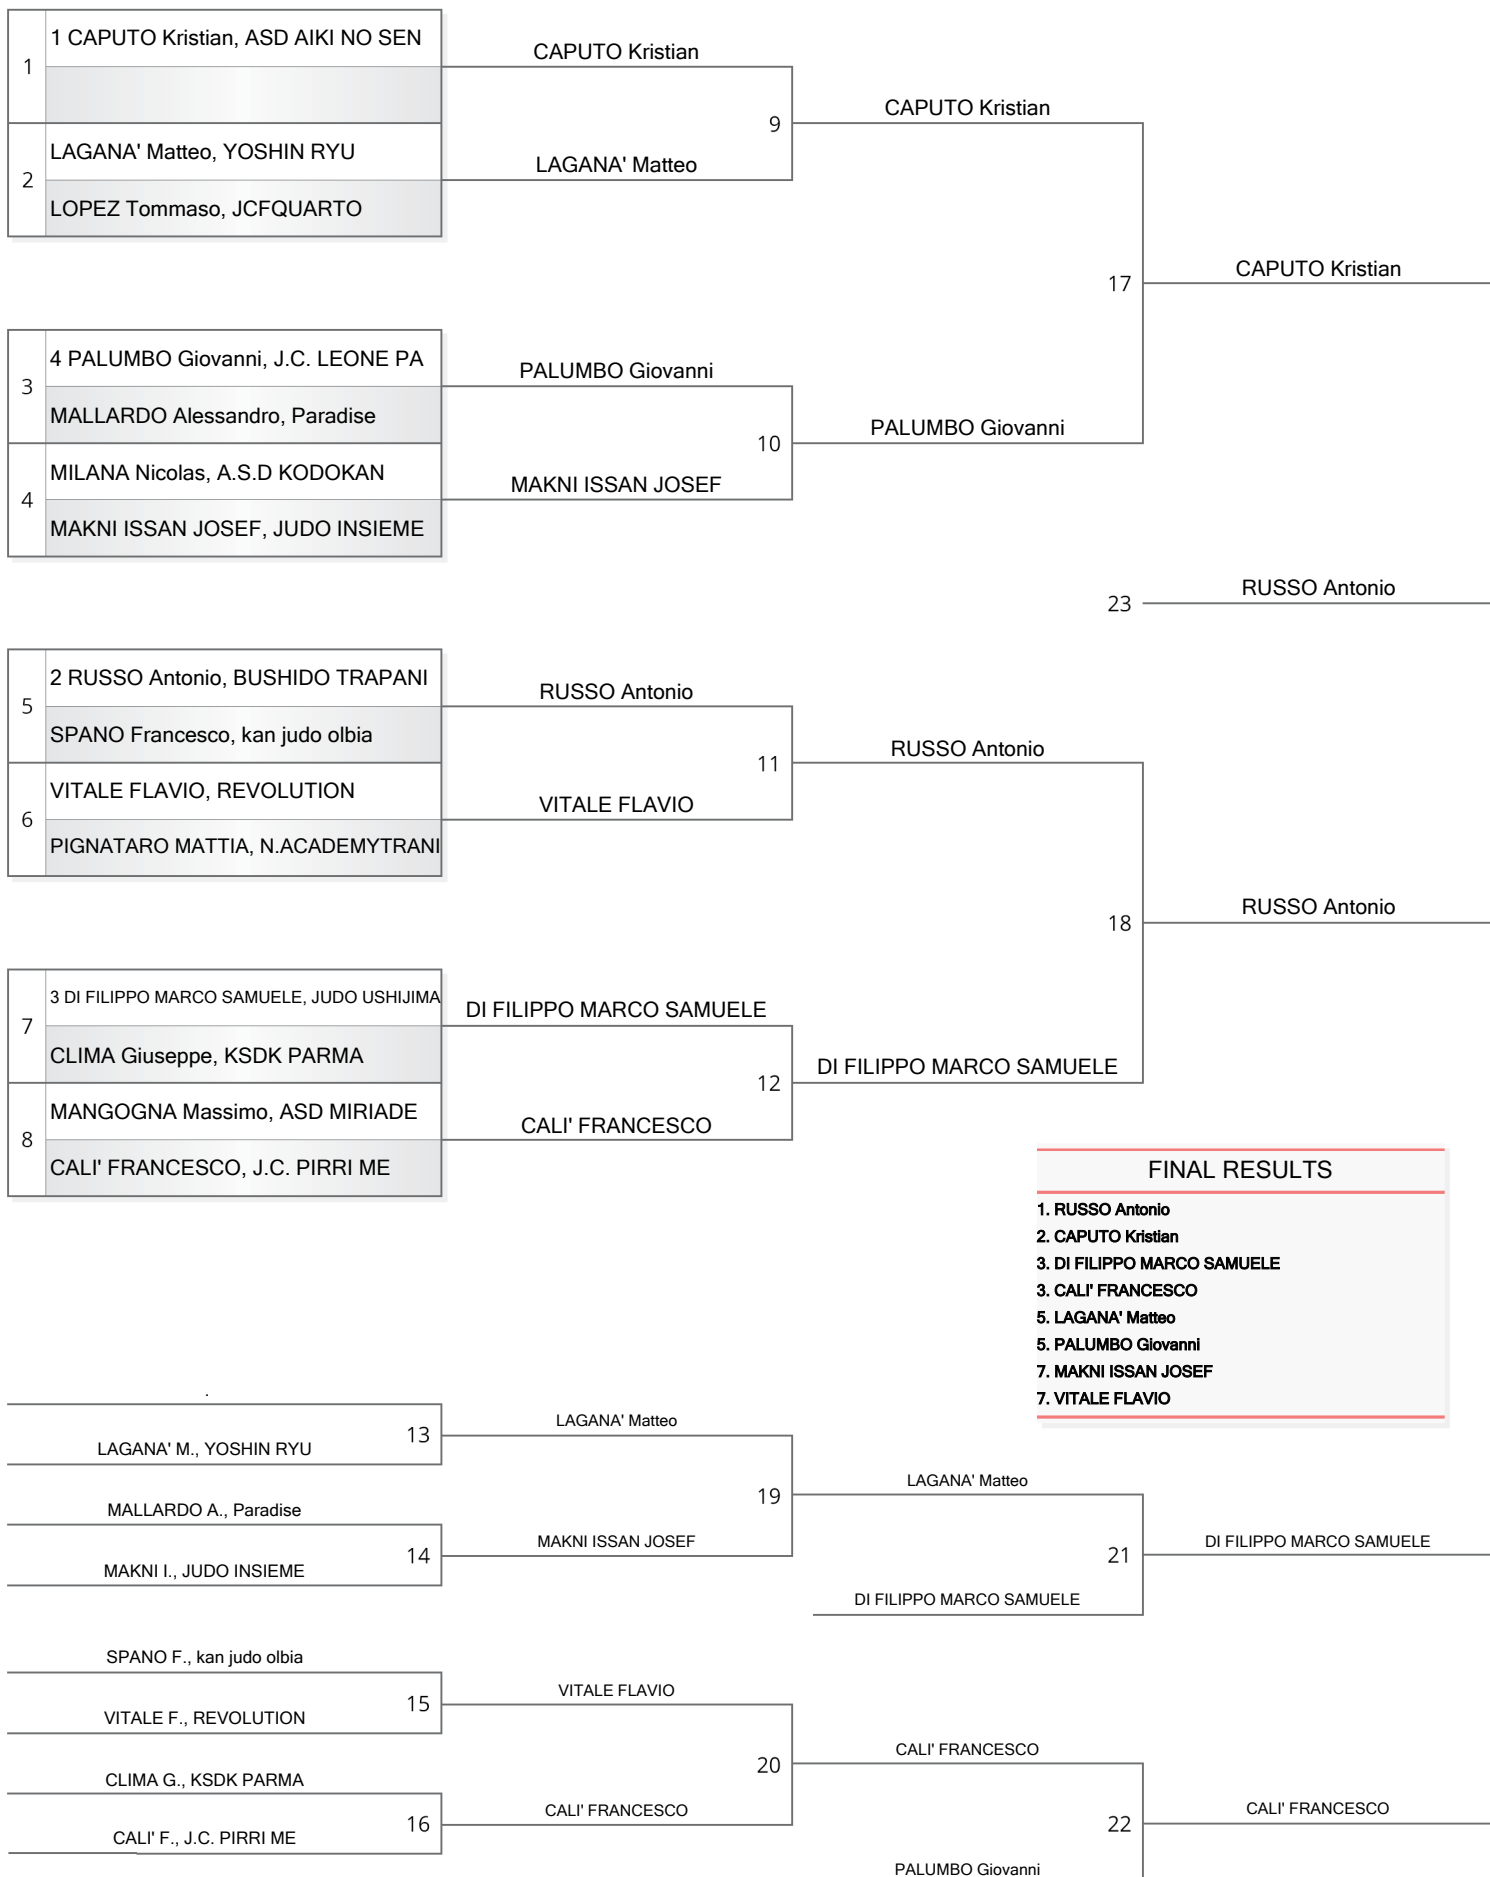 1 CAPUTO Kristian, ASD AIKI NO SEN
1
LAGANA' Matteo, YOSHIN RYU
2
LOPEZ Tommaso, JCFQUARTO
CAPUTO Kristian
9
LAGANA' Matteo
CAPUTO Kristian
4 PALUMBO Giovanni, J.C. LEONE PA
3
MALLARDO Alessandro, Paradise
MILANA Nicolas, A.S.D KODOKAN
4
MAKNI ISSAN JOSEF, JUDO INSIEME
PALUMBO Giovanni
10
MAKNI ISSAN JOSEF
PALUMBO Giovanni
17
CAPUTO Kristian
23
RUSSO Antonio
2 RUSSO Antonio, BUSHIDO TRAPANI
5
SPANO Francesco, kan judo olbia
VITALE FLAVIO, REVOLUTION
6
PIGNATARO MATTIA, N.ACADEMYTRANI
RUSSO Antonio
11
VITALE FLAVIO
RUSSO Antonio
3 DI FILIPPO MARCO SAMUELE, JUDO USHIJIMA
7
CLIMA Giuseppe, KSDK PARMA
MANGOGNA Massimo, ASD MIRIADE
8
CALI' FRANCESCO, J.C. PIRRI ME
DI FILIPPO MARCO SAMUELE
12
CALI' FRANCESCO
DI FILIPPO MARCO SAMUELE
18
RUSSO Antonio
FINAL RESULTS
1. RUSSO Antonio
2. CAPUTO Kristian
3. DI FILIPPO MARCO SAMUELE
3. CALI' FRANCESCO
5. LAGANA' Matteo
5. PALUMBO Giovanni
7. MAKNI ISSAN JOSEF
7. VITALE FLAVIO
.
13
LAGANA' M., YOSHIN RYU
MALLARDO A., Paradise
14
MAKNI I., JUDO INSIEME
LAGANA' Matteo
19
MAKNI ISSAN JOSEF
LAGANA' Matteo
21
DI FILIPPO MARCO SAMUELE
DI FILIPPO MARCO SAMUELE
SPANO F., kan judo olbia
15
VITALE F., REVOLUTION
CLIMA G., KSDK PARMA
16
CALI' F., J.C. PIRRI ME
VITALE FLAVIO
20
CALI' FRANCESCO
CALI' FRANCESCO
22
PALUMBO Giovanni
CALI' FRANCESCO